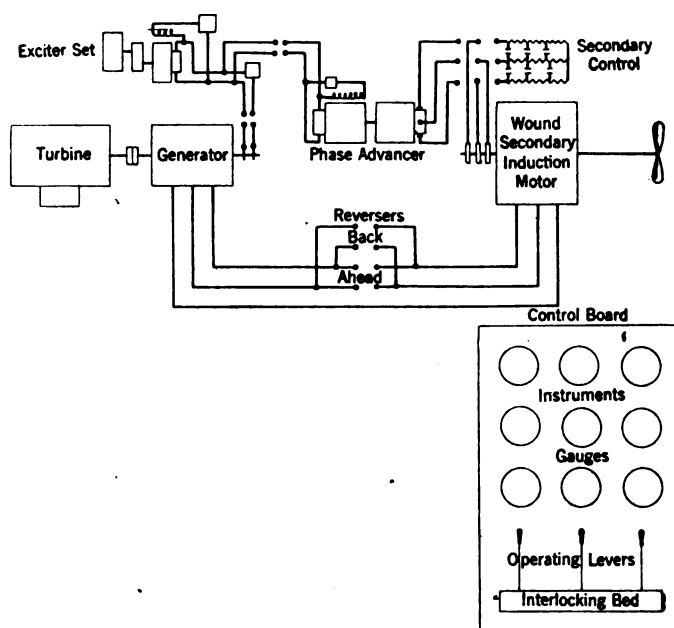 Exciter Set
Secondary
Control
Turbine
Generator
Phase Advancer
Wound
Secondary
Induction
Motor
Reversers
Back
Ahead
Control Board
Instruments
Gauges
Operating Levers
Interlocking Bed